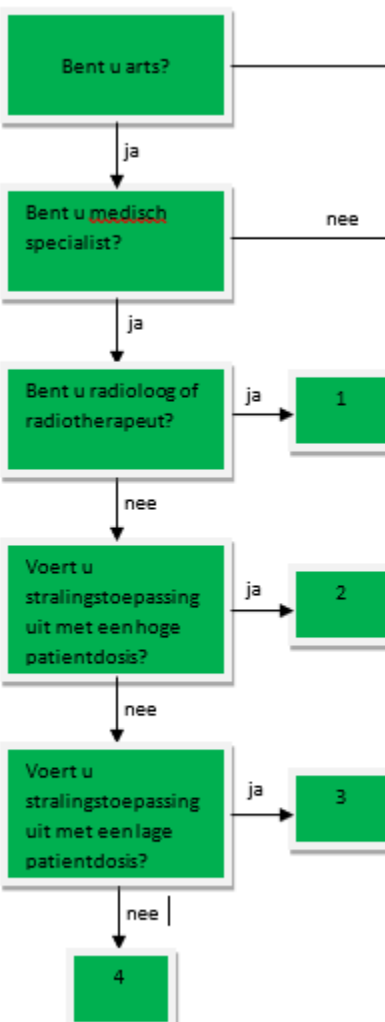 Bent u arts?
ja
Bent u medisch
specialist?
nee
ja
Bent u radioloog of
radiotherapeut?
ja
1
nee
Voert u
stralingstoepassing
uit met een hoge
patientdosis?
ja
2
nee
Voert u
stralingstoepassing
uit met een lage
patientdosis?
ja
3
nee
4